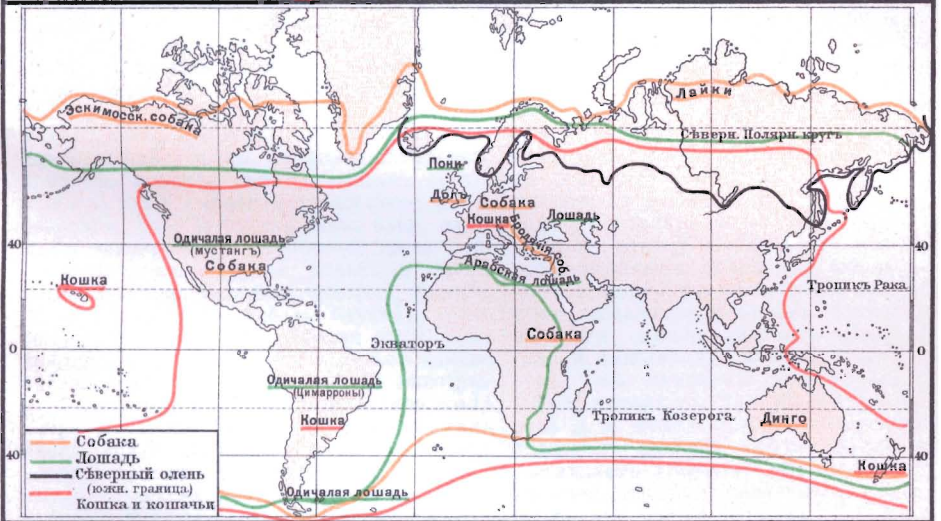 Эскимосск. собака
Лайки
Сѣверн. Полярн. кругъ
Пони
Догъ
Собака
Кошка
Бродячая соб.
Лошадь
40
Одичалая лошадь
(мустангъ)
Собака
40
Арабская лошадь
Кошка
Тропикъ Рака
Собака
Экваторъ
0
0
Одичалая лошадь
(Цимарроны)
Кошка
Тропикъ Козерога
Динго
40
40
Кошка
Собака
Лошадь
Сѣверный олень
(южн. граница)
Кошка и кошачьи
Одичалая лошадь